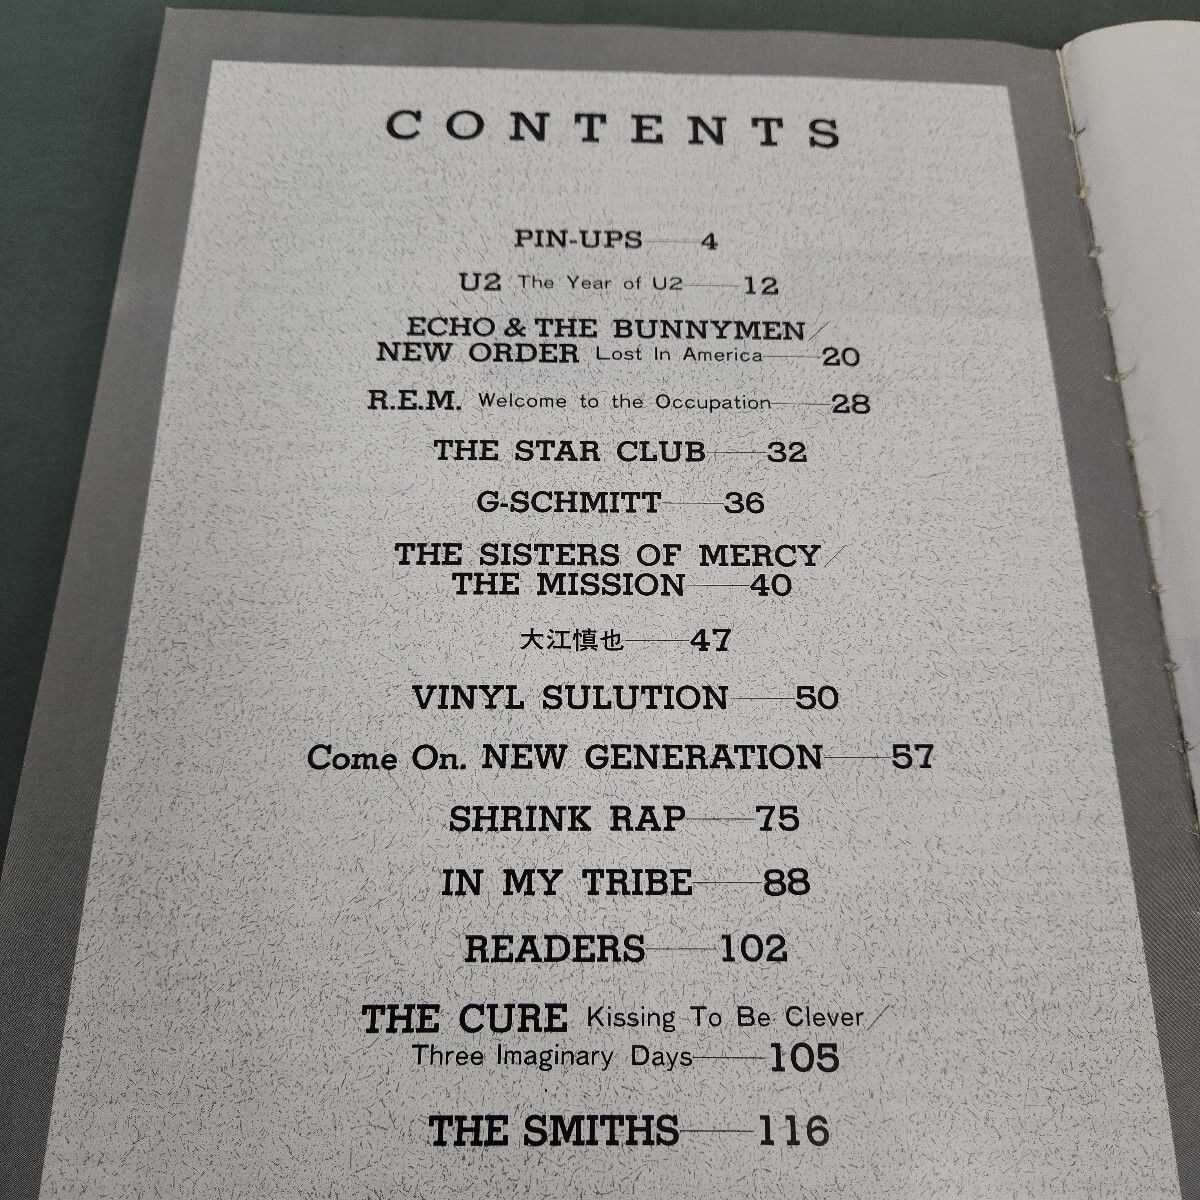 CONTENTS
PIN-UPS——4
U2 The Year of U2——12
ECHO & THE BUNNYMEN／
NEW ORDER Lost In America——20
R.E.M. Welcome to the Occupation——28
THE STAR CLUB——32
G-SCHMITT——36
THE SISTERS OF MERCY／
THE MISSION——40
大江慎也——47
VINYL SULUTION——50
Come On. NEW GENERATION——57
SHRINK RAP——75
IN MY TRIBE——88
READERS——102
THE CURE Kissing To Be Clever／
Three Imaginary Days——105
THE SMITHS——116